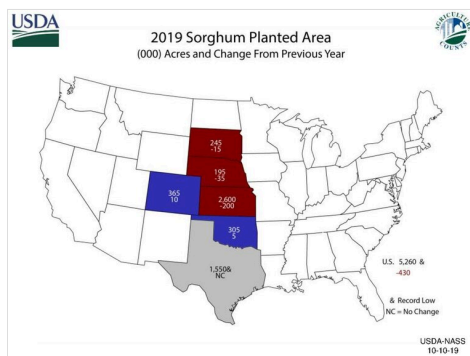 USDA
2019 Sorghum Planted Area
(000) Acres and Change From Previous Year
AGRICULTURE
COUNTS
245
-15
195
-35
365
10
2,600
-200
305
5
1,550&
NC
U.S. 5,260 &
-430
& Record Low
NC = No Change
USDA-NASS
10-10-19